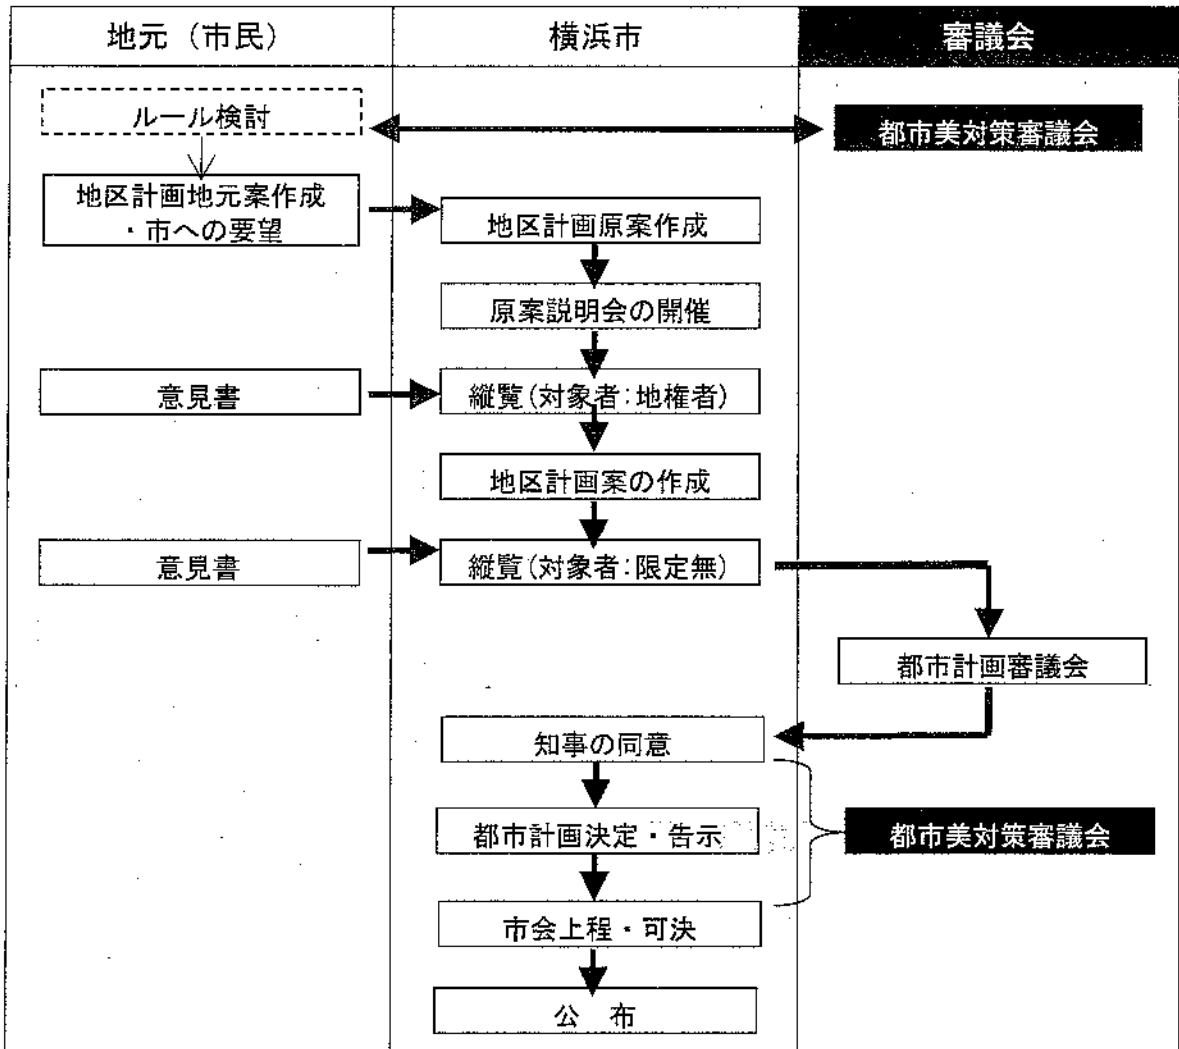 地元（市民）
横浜市
審議会
ルール検討
都市美対策審議会
地区計画地元案作成
・市への要望
地区計画原案作成
原案説明会の開催
意見書
縦覧(対象者:地権者)
地区計画案の作成
意見書
縦覧(対象者:限定無)
都市計画審議会
知事の同意
都市計画決定・告示
都市美対策審議会
市会上程・可決
公　布